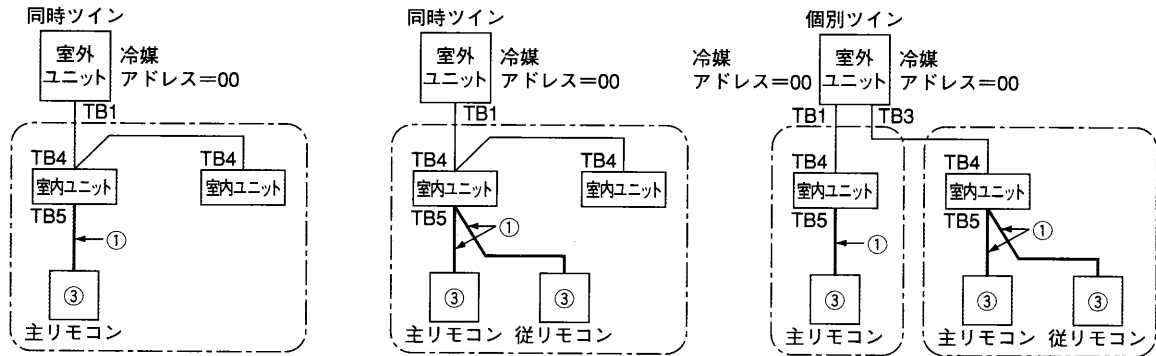 同時ツイン
室外
ユニット
冷媒
アドレス=00
TB1
TB4
TB4
室内ユニット
室内ユニット
TB5
①
③
主リモコン
同時ツイン
室外
ユニット
冷媒
アドレス=00
TB1
TB4
TB4
室内ユニット
室内ユニット
TB5
①
③
③
主リモコン
従リモコン
個別ツイン
冷媒
アドレス=00
室外
ユニット
冷媒
アドレス=00
TB1
TB3
TB4
TB4
室内ユニット
室内ユニット
TB5
TB5
①
①
③
③
③
主リモコン
主リモコン
従リモコン